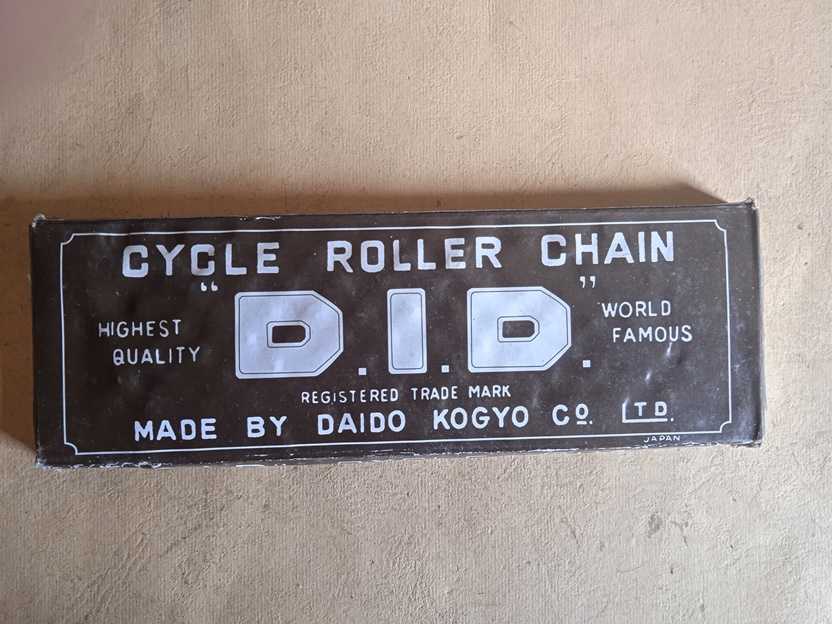 CYCLE ROLLER CHAIN
HIGHEST QUALITY
“D.I.D.”
WORLD FAMOUS
REGISTERED TRADE MARK
MADE BY DAIDO KOGYO Co. LTD.
JAPAN